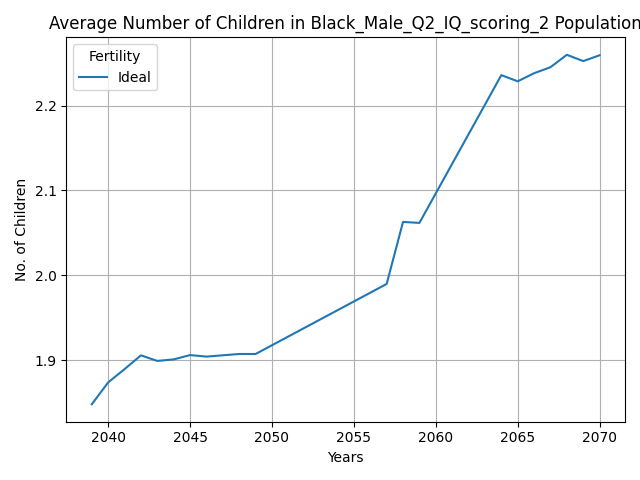 Average Number of Children in Black_Male_Q2_IQ_scoring_2 Population
Fertility
Ideal
No. of Children
2.2
2.1
2.0
1.9
2040 2045 2050 2055 2060 2065 2070
Years